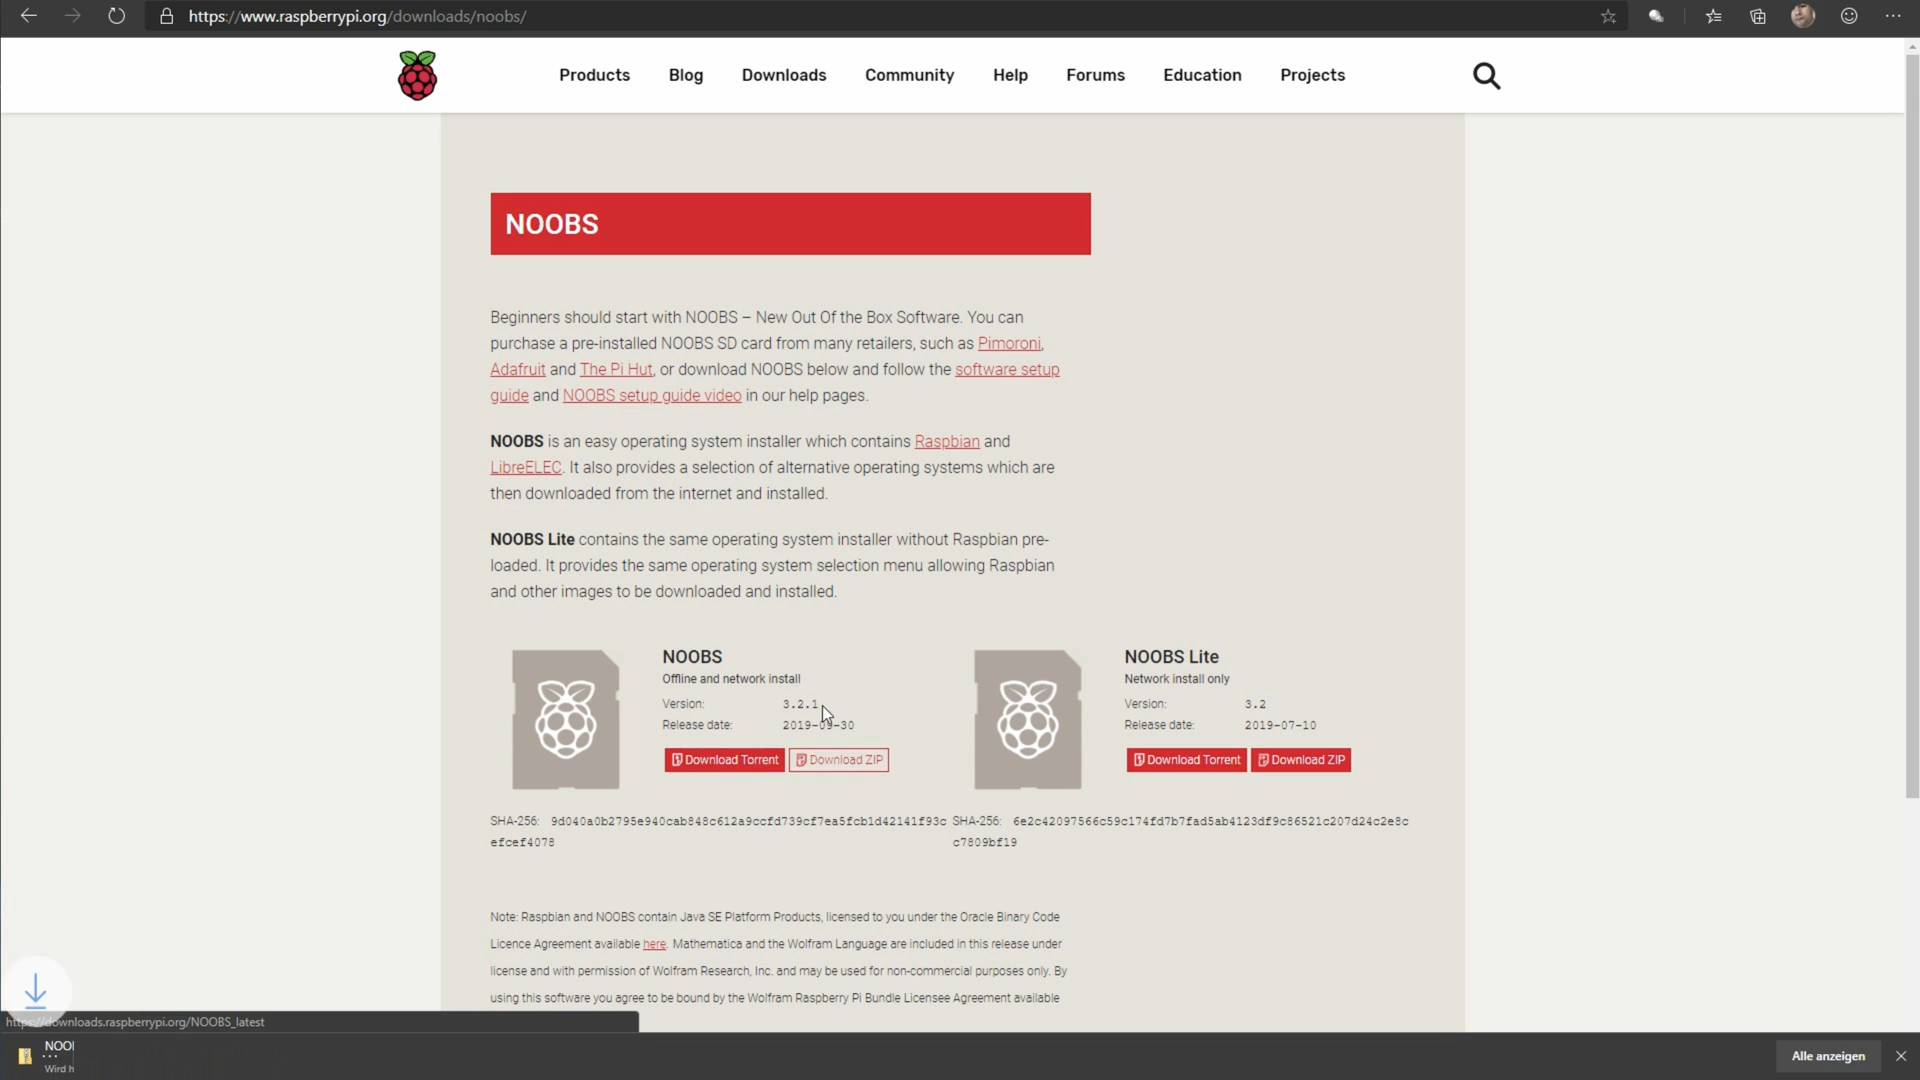 https://www.raspberrypi.org/downloads/noobs/
Products Blog Downloads Community Help Forums Education Projects
NOOBS
Beginners should start with NOOBS – New Out Of the Box Software. You can
purchase a pre-installed NOOBS SD card from many retailers, such as Pimoroni,
Adafruit and The Pi Hut, or download NOOBS below and follow the software setup
guide and NOOBS setup guide video in our help pages.
NOOBS is an easy operating system installer which contains Raspbian and
LibreELEC. It also provides a selection of alternative operating systems which are
then downloaded from the internet and installed.
NOOBS Lite contains the same operating system installer without Raspbian pre-
loaded. It provides the same operating system selection menu allowing Raspbian
and other images to be downloaded and installed.
NOOBS
Offline and network install
Version: 3.2.1
Release date: 2019-09-30
Download Torrent Download ZIP
SHA-256: 9d040a0b2795e940cab848c612a9ccfd739cf7ea5fcb1d42141f93c
efcef4078
NOOBS Lite
Network install only
Version: 3.2
Release date: 2019-07-10
Download Torrent Download ZIP
SHA-256: 6e2c42097566c59c174fd7b7fad5ab4123df9c86521c207d24c2e8c
c7809bf19
Note: Raspbian and NOOBS contain Java SE Platform Products, licensed to you under the Oracle Binary Code
Licence Agreement available here. Mathematica and the Wolfram Language are included in this release under
license and with permission of Wolfram Research, Inc. and may be used for non-commercial purposes only. By
using this software you agree to be bound by the Wolfram Raspberry Pi Bundle Licensee Agreement available
https://downloads.raspberrypi.org/NOOBS_latest
NOO
...
Wird h
Alle anzeigen